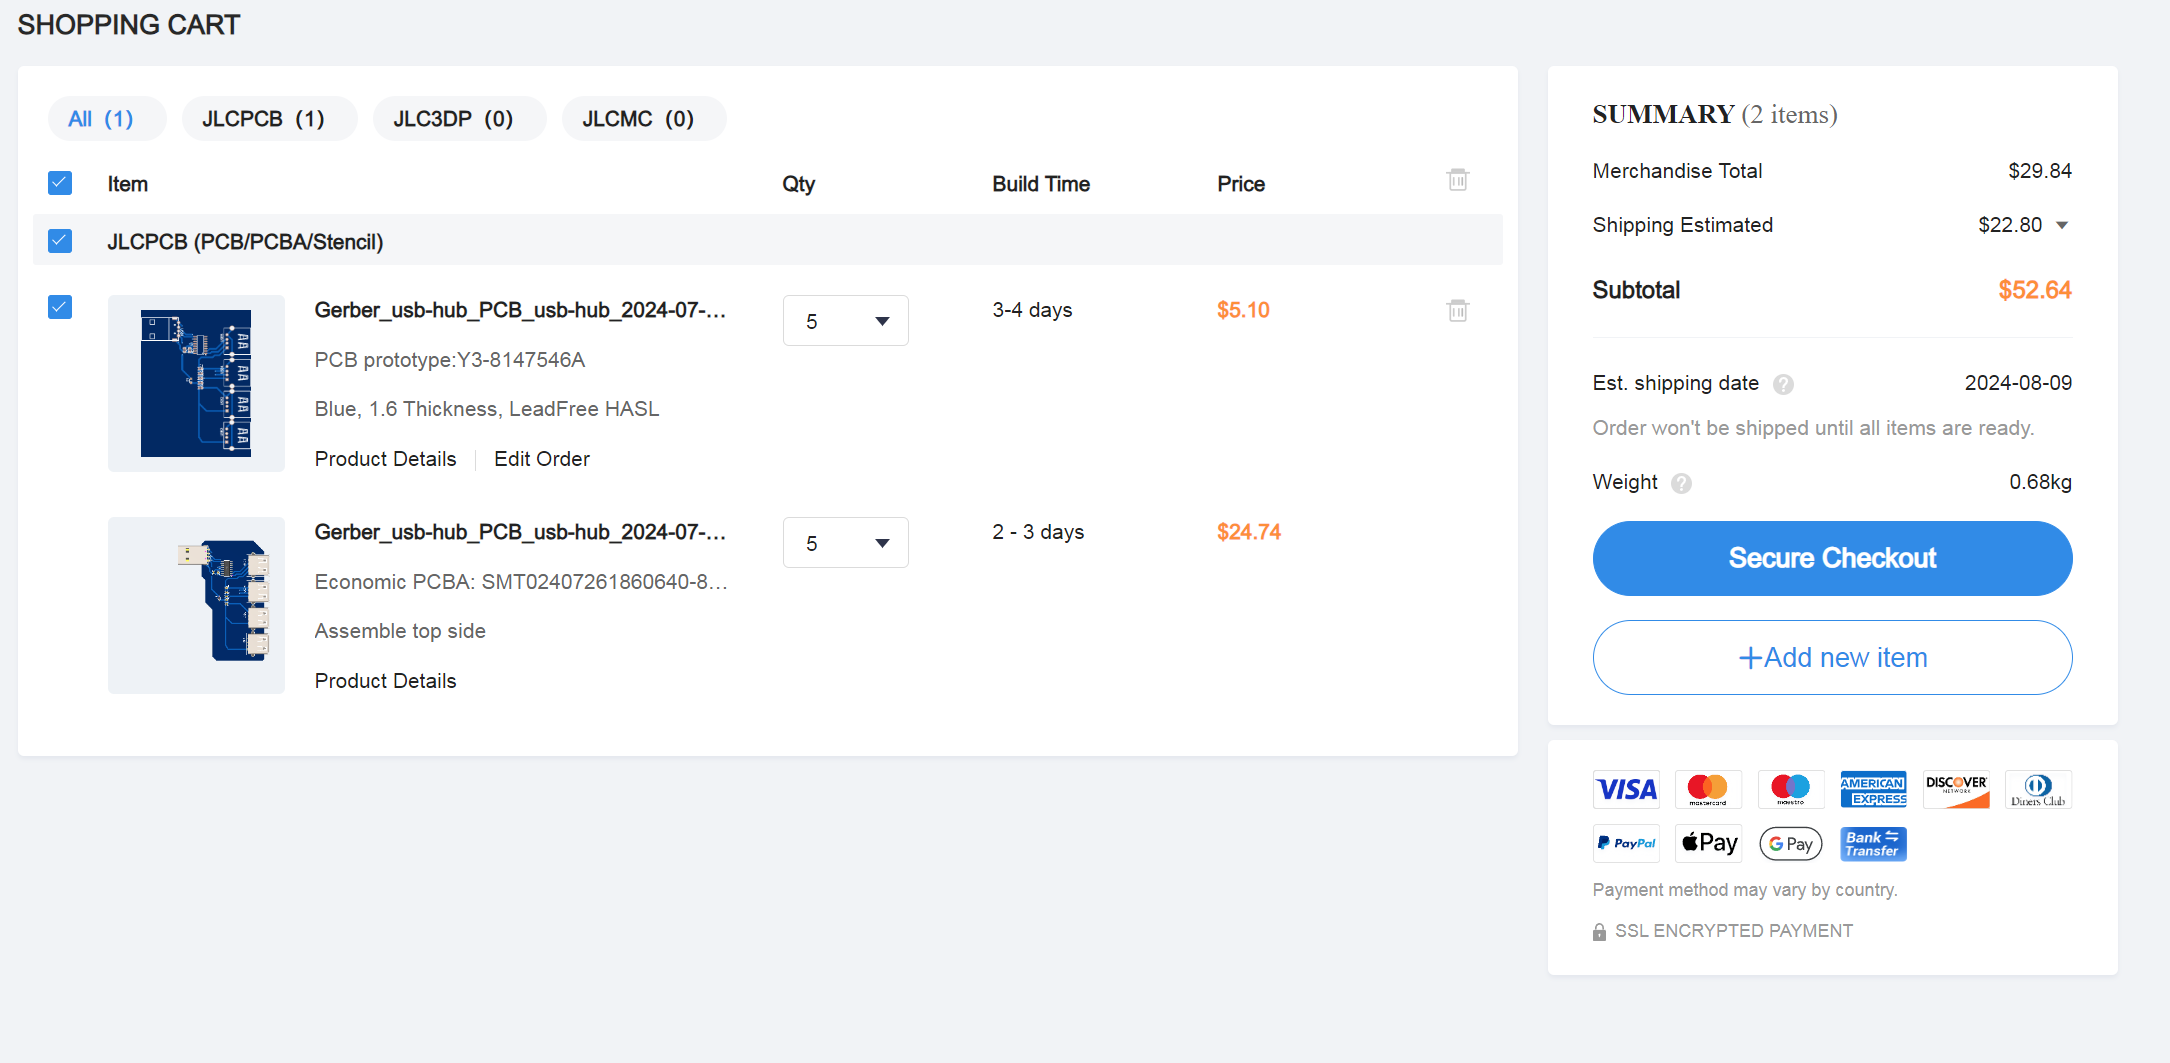 SHOPPING CART
All (1) JLCPCB (1) JLC3DP (0) JLCMC (0)
Item Qty Build Time Price
JLCPCB (PCB/PCBA/Stencil)
Gerber_usb-hub_PCB_usb-hub_2024-07-... 5 3-4 days $5.10
PCB prototype:Y3-8147546A
Blue, 1.6 Thickness, LeadFree HASL
Product Details Edit Order
Gerber_usb-hub_PCB_usb-hub_2024-07-... 5 2 - 3 days $24.74
Economic PCBA: SMT02407261860640-8...
Assemble top side
Product Details
SUMMARY (2 items)
Merchandise Total $29.84
Shipping Estimated $22.80
Subtotal $52.64
Est. shipping date ? 2024-08-09
Order won't be shipped until all items are ready.
Weight ? 0.68kg
Secure Checkout
+Add new item
VISA mastercard maestro AMERICAN EXPRESS DISCOVER NETWORK Diners Club
PayPal Pay G Pay Bank Transfer
Payment method may vary by country.
SSL ENCRYPTED PAYMENT